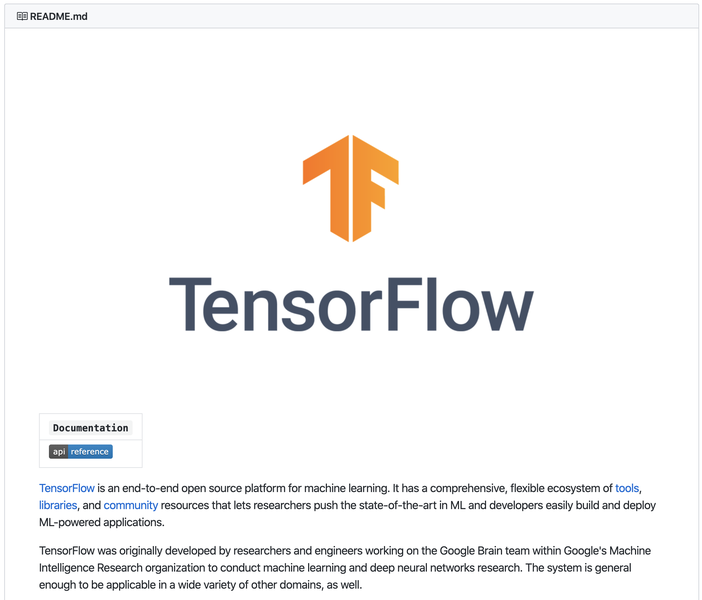 README.md
TensorFlow
Documentation
api reference
TensorFlow is an end-to-end open source platform for machine learning. It has a comprehensive, flexible ecosystem of tools,
libraries, and community resources that lets researchers push the state-of-the-art in ML and developers easily build and deploy
ML-powered applications.
TensorFlow was originally developed by researchers and engineers working on the Google Brain team within Google's Machine
Intelligence Research organization to conduct machine learning and deep neural networks research. The system is general
enough to be applicable in a wide variety of other domains, as well.